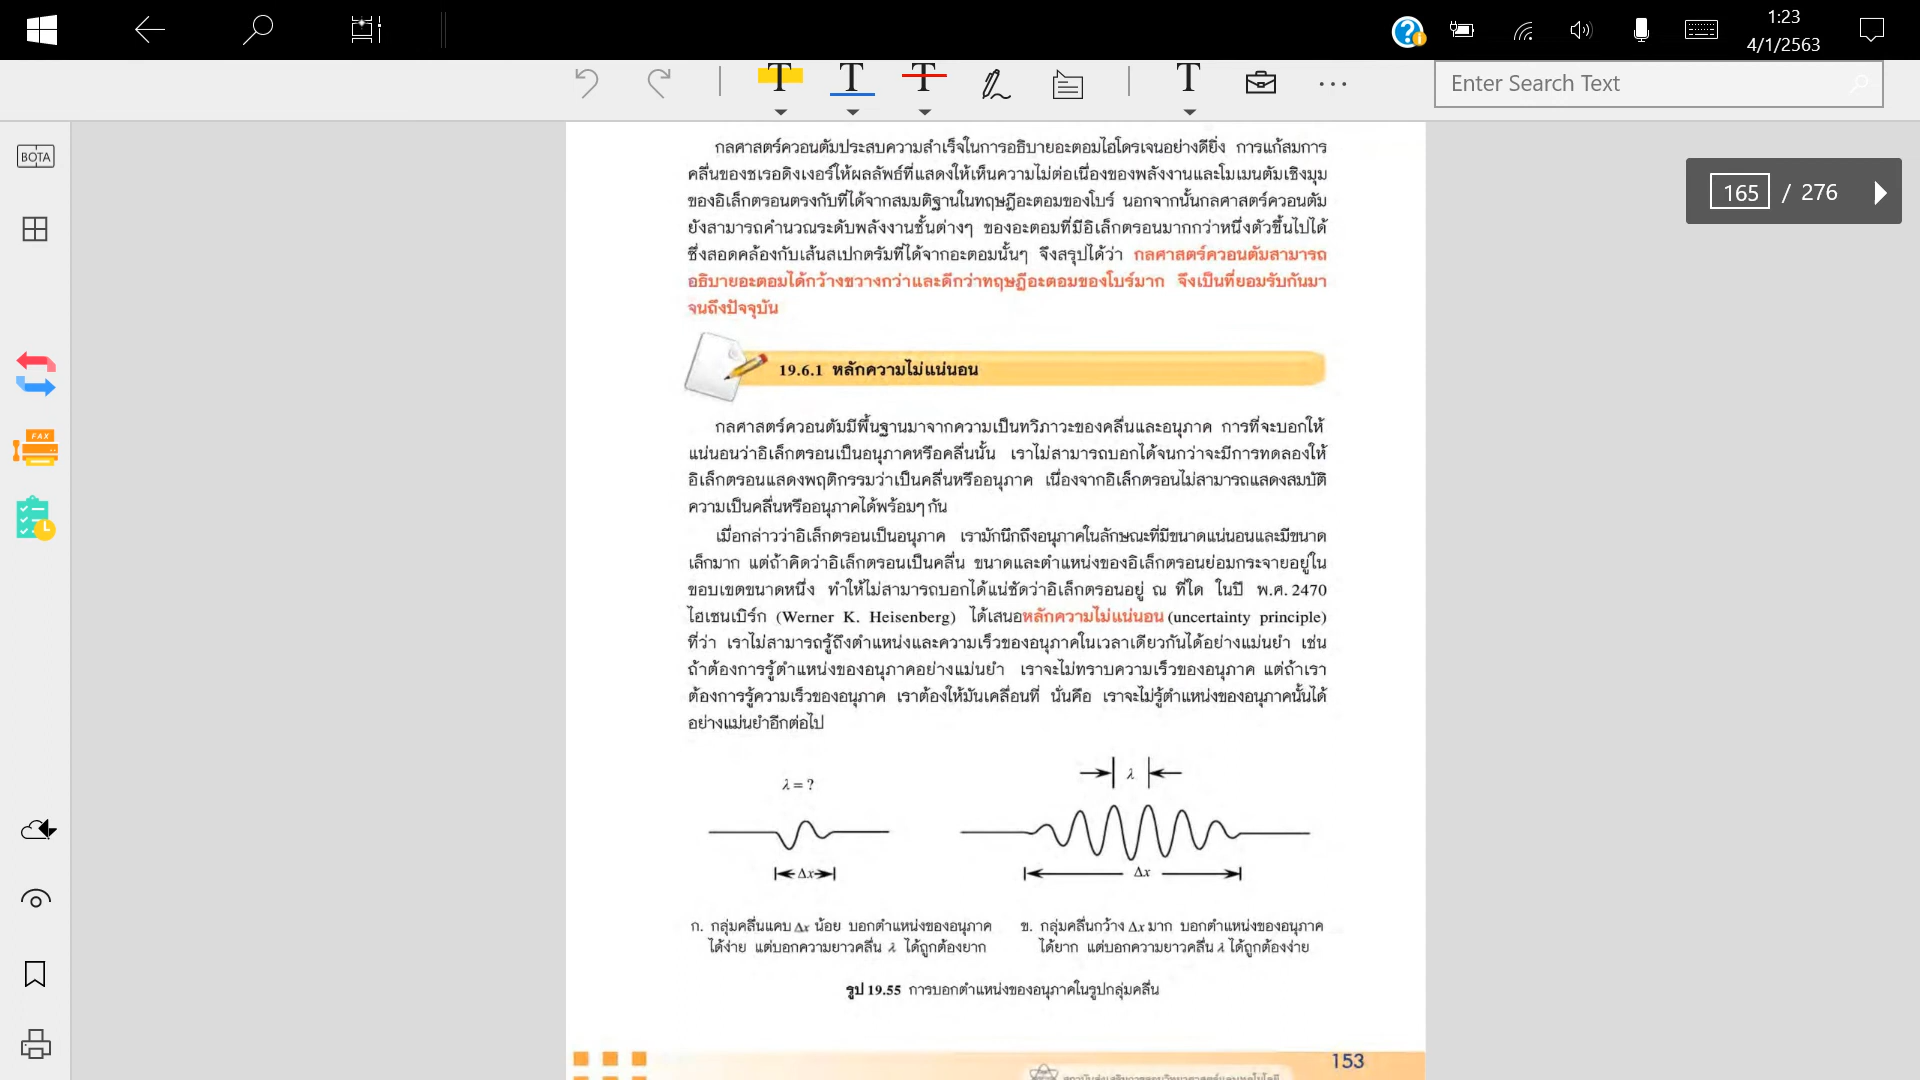 1:23
4/1/2563
Enter Search Text
BOTA
165 / 276
FAX
กลศาสตร์ควอนตัมประสบความสำเร็จในการอธิบายอะตอมไฮโดรเจนอย่างดียิ่ง การแก้สมการ
คลื่นของชเรอดิงเงอร์ให้ผลลัพธ์ที่แสดงให้เห็นความไม่ต่อเนื่องของพลังงานและโมเมนตัมเชิงมุม
ของอิเล็กตรอนตรงกับที่ได้จากสมมติฐานในทฤษฎีอะตอมของโบร์ นอกจากนั้นกลศาสตร์ควอนตัม
ยังสามารถคำนวณระดับพลังงานชั้นต่างๆ ของอะตอมที่มีอิเล็กตรอนมากกว่าหนึ่งตัวขึ้นไปได้
ซึ่งสอดคล้องกับเส้นสเปกตรัมที่ได้จากอะตอมนั้นๆ จึงสรุปได้ว่า กลศาสตร์ควอนตัมสามารถ
อธิบายอะตอมได้กว้างขวางกว่าและดีกว่าทฤษฎีอะตอมของโบร์มาก จึงเป็นที่ยอมรับกันมา
จนถึงปัจจุบัน
19.6.1 หลักความไม่แน่นอน
กลศาสตร์ควอนตัมมีพื้นฐานมาจากความเป็นทวิภาวะของคลื่นและอนุภาค การที่จะบอกให้
แน่นอนว่าอิเล็กตรอนเป็นอนุภาคหรือคลื่นนั้น เราไม่สามารถบอกได้จนกว่าจะมีการทดลองให้
อิเล็กตรอนแสดงพฤติกรรมว่าเป็นคลื่นหรืออนุภาค เนื่องจากอิเล็กตรอนไม่สามารถแสดงสมบัติ
ความเป็นคลื่นหรืออนุภาคได้พร้อมๆ กัน
เมื่อกล่าวว่าอิเล็กตรอนเป็นอนุภาค เรามักนึกถึงอนุภาคในลักษณะที่มีขนาดแน่นอนและมีขนาด
เล็กมาก แต่ถ้าคิดว่าอิเล็กตรอนเป็นคลื่น ขนาดและตำแหน่งของอิเล็กตรอนย่อมกระจายอยู่ใน
ขอบเขตขนาดหนึ่ง ทำให้ไม่สามารถบอกได้แน่ชัดว่าอิเล็กตรอนอยู่ ณ ที่ใด ในปี พ.ศ. 2470
ไฮเซนเบิร์ก (Werner K. Heisenberg) ได้เสนอหลักความไม่แน่นอน (uncertainty principle)
ที่ว่า เราไม่สามารถรู้ถึงตำแหน่งและความเร็วของอนุภาคในเวลาเดียวกันได้อย่างแม่นยำ เช่น
ถ้าต้องการรู้ตำแหน่งของอนุภาคอย่างแม่นยำ เราจะไม่ทราบความเร็วของอนุภาค แต่ถ้าเรา
ต้องการรู้ความเร็วของอนุภาค เราต้องให้มันเคลื่อนที่ นั่นคือ เราจะไม่รู้ตำแหน่งของอนุภาคนั้นได้
อย่างแม่นยำอีกต่อไป
λ = ?
λ
Δx
Δx
ก. กลุ่มคลื่นแคบ Δx น้อย บอกตำแหน่งของอนุภาค
ได้ง่าย แต่บอกความยาวคลื่น λ ได้ถูกต้องยาก
ข. กลุ่มคลื่นกว้าง Δx มาก บอกตำแหน่งของอนุภาค
ได้ยาก แต่บอกความยาวคลื่น λ ได้ถูกต้องง่าย
รูป 19.55 การบอกตำแหน่งของอนุภาคในรูปกลุ่มคลื่น
153